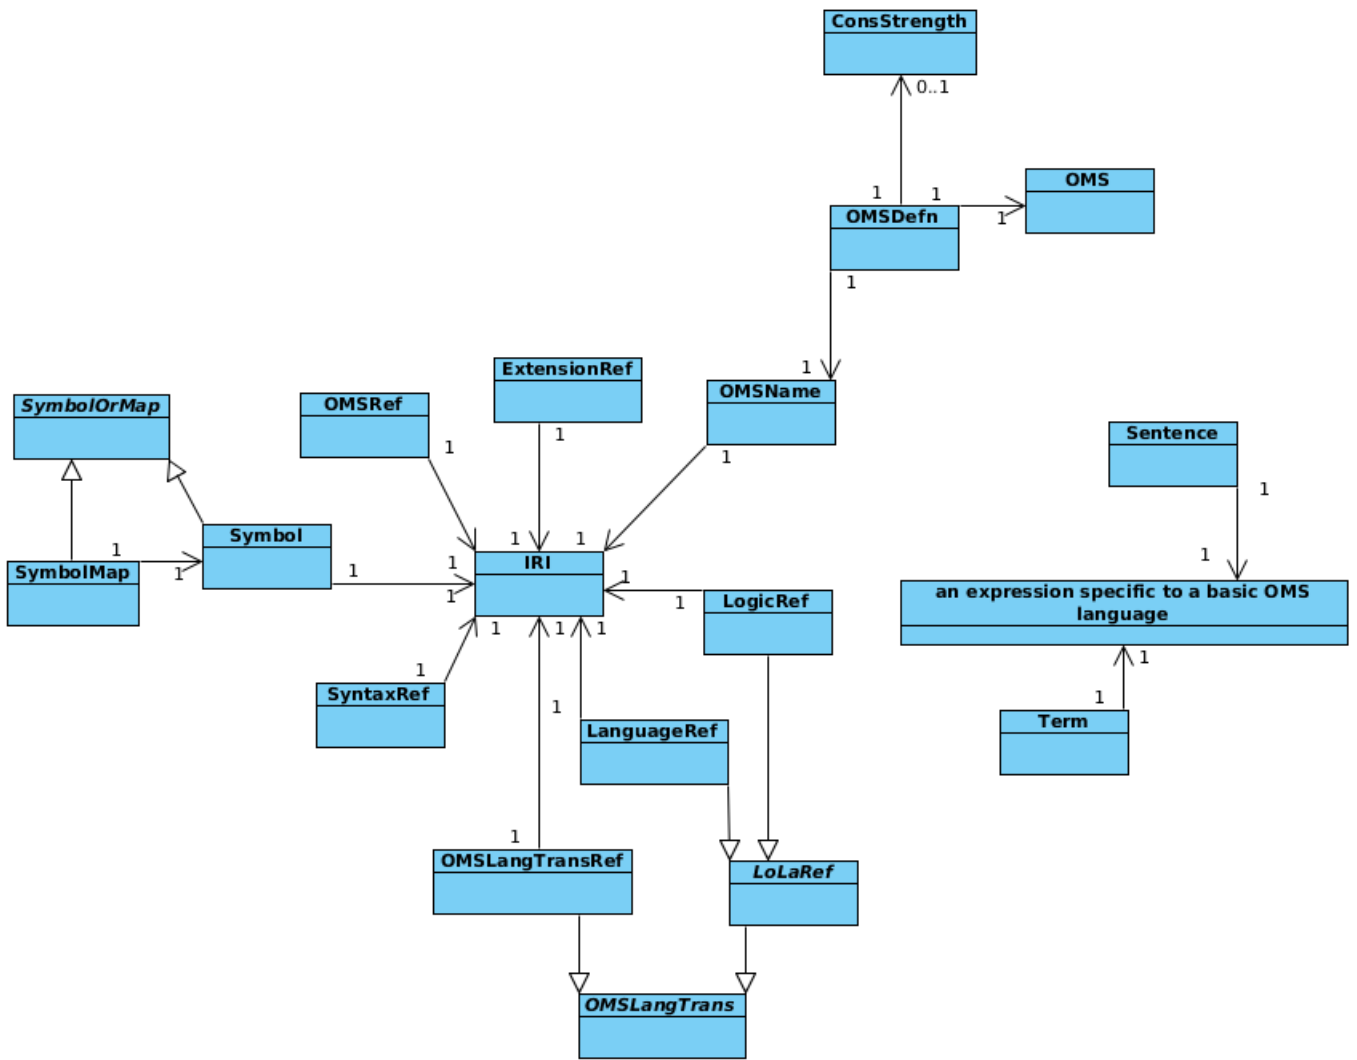 ConsStrength
0..1
OMS
1
1
1
OMSDefn
1
1
ExtensionRef
1
OMSName
OMSRef
SymbolOrMap
Sentence
1
1
1
1
Symbol
1
1
1
1
1
IRI
SymbolMap
1
1
1
1
1
an expression specific to a basic OMS
language
LogicRef
1
1
1
1
1
1
SyntaxRef
1
1
Term
LanguageRef
1
OMSLangTransRef
LoLaRef
OMSLangTrans